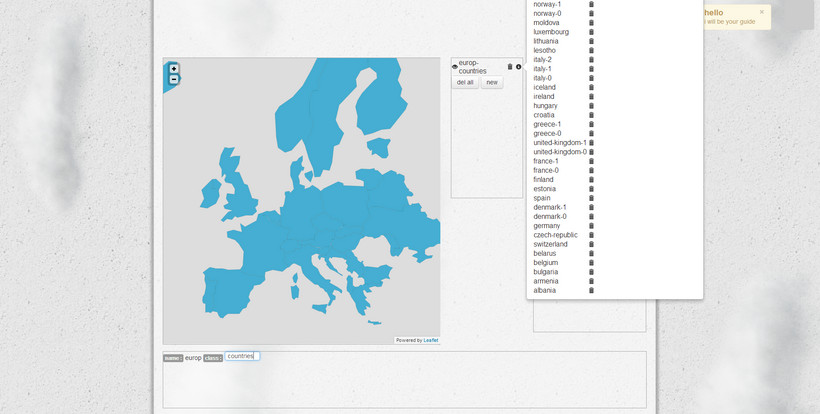 norway-1
norway-0
moldova
luxembourg
lithuania
lesotho
italy-2
italy-1
italy-0
iceland
ireland
hungary
croatia
greece-1
greece-0
united-kingdom-1
united-kingdom-0
france-1
france-0
finland
estonia
spain
denmark-1
denmark-0
germany
czech-republic
switzerland
belarus
belgium
bulgaria
armenia
albania
hello
i will be your guide
europ-
countries
del all new
+
-
Powered by Leaflet
name : europ class : countries